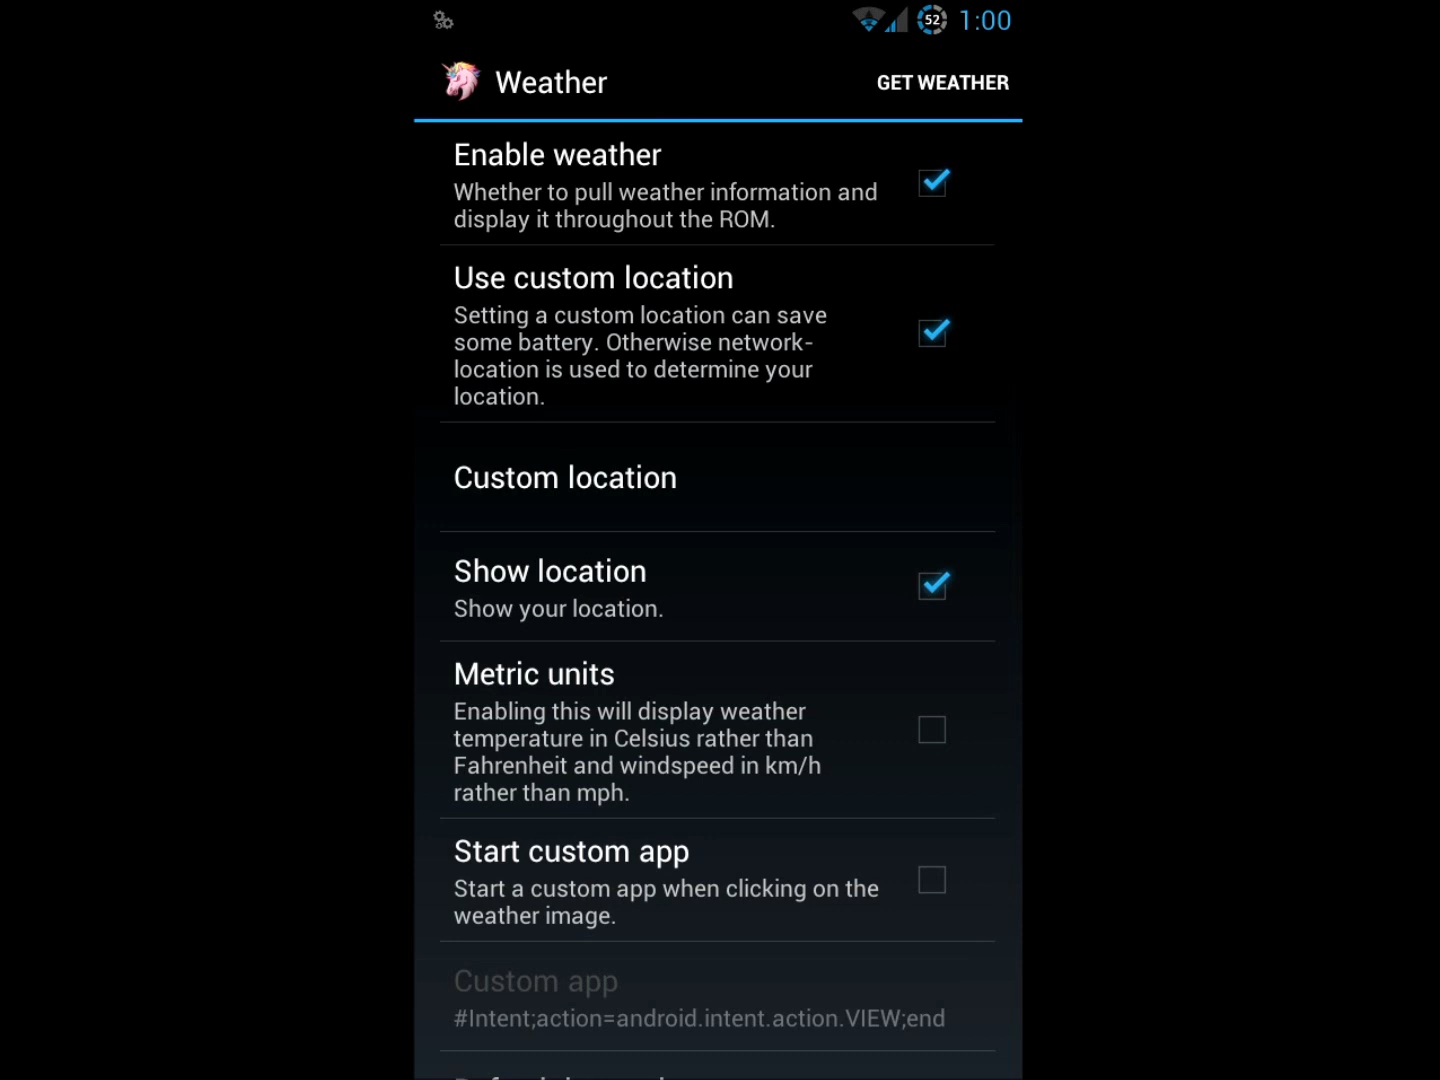 52 1:00
Weather GET WEATHER
Enable weather
Whether to pull weather information and
display it throughout the ROM.
Use custom location
Setting a custom location can save
some battery. Otherwise network-
location is used to determine your
location.
Custom location
Show location
Show your location.
Metric units
Enabling this will display weather
temperature in Celsius rather than
Fahrenheit and windspeed in km/h
rather than mph.
Start custom app
Start a custom app when clicking on the
weather image.
Custom app
#Intent;action=android.intent.action.VIEW;end